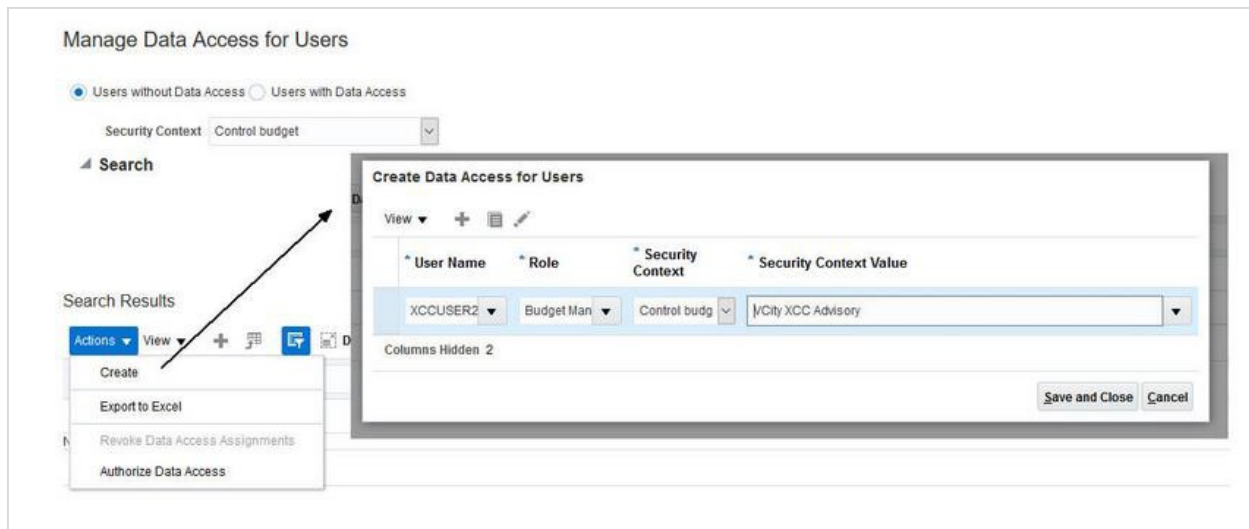 Manage Data Access for Users
Users without Data Access Users with Data Access
Security Context Control budget
Search
Create Data Access for Users
View
* User Name * Role * Security Context * Security Context Value
XCCUSER2 Budget Man Control budg VCity XCC Advisory
Columns Hidden 2
Save and Close Cancel
Search Results
Actions View D
Create
Export to Excel
Revoke Data Access Assignments
Authorize Data Access